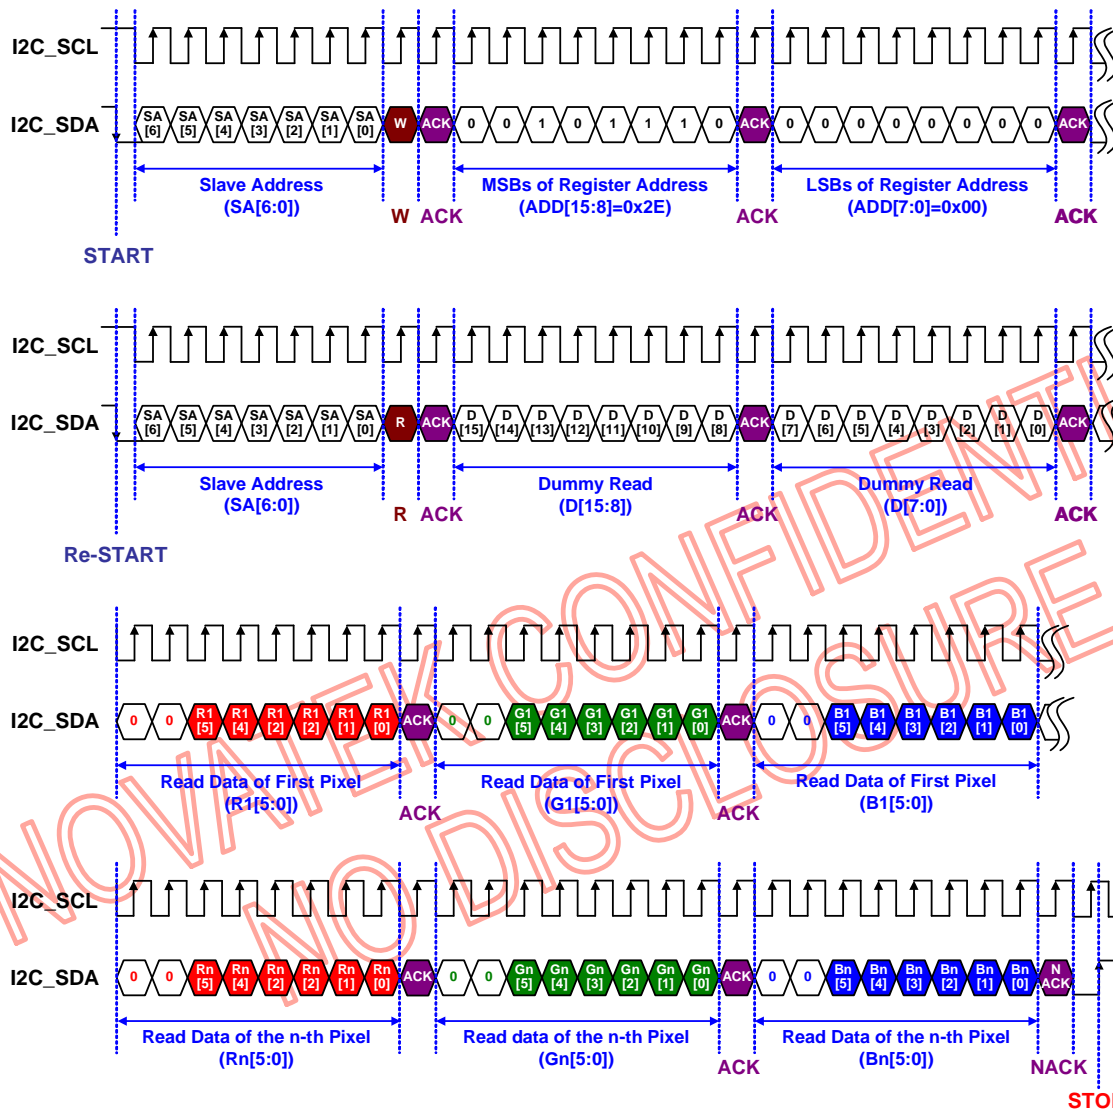 I2C_SCL
I2C_SDA SA [6] SA [5] SA [4] SA [3] SA [2] SA [1] SA [0] W ACK 0 0 1 0 1 1 1 0 ACK 0 0 0 0 0 0 0 0 ACK
Slave Address MSBs of Register Address LSBs of Register Address
(SA[6:0]) (ADD[15:8]=0x2E) (ADD[7:0]=0x00)
W ACK ACK ACK
START
I2C_SCL
I2C_SDA SA [6] SA [5] SA [4] SA [3] SA [2] SA [1] SA [0] R ACK D [15] D [14] D [13] D [12] D [11] D [10] D [9] D [8] ACK D [7] D [6] D [5] D [4] D [3] D [2] D [1] D [0] ACK
Slave Address Dummy Read Dummy Read
(SA[6:0]) (D[15:8]) (D[7:0])
R ACK ACK ACK
Re-START
I2C_SCL
I2C_SDA 0 0 R1 [5] R1 [4] R1 [2] R1 [2] R1 [1] R1 [0] ACK 0 0 G1 [5] G1 [4] G1 [3] G1 [2] G1 [1] G1 [0] ACK 0 0 B1 [5] B1 [4] B1 [3] B1 [2] B1 [1] B1 [0]
Read Data of First Pixel Read Data of First Pixel Read Data of First Pixel
(R1[5:0]) (G1[5:0]) (B1[5:0])
ACK ACK
I2C_SCL
I2C_SDA 0 0 Rn [5] Rn [4] Rn [2] Rn [2] Rn [1] Rn [0] ACK 0 0 Gn [5] Gn [4] Gn [3] Gn [2] Gn [1] Gn [0] ACK 0 0 Bn [5] Bn [4] Bn [3] Bn [2] Bn [1] Bn [0] N ACK
Read Data of the n-th Pixel Read data of the n-th Pixel Read Data of the n-th Pixel
(Rn[5:0]) (Gn[5:0]) (Bn[5:0])
ACK NACK
NOVATEK CONFIDENTI
NO DISCLOSURE